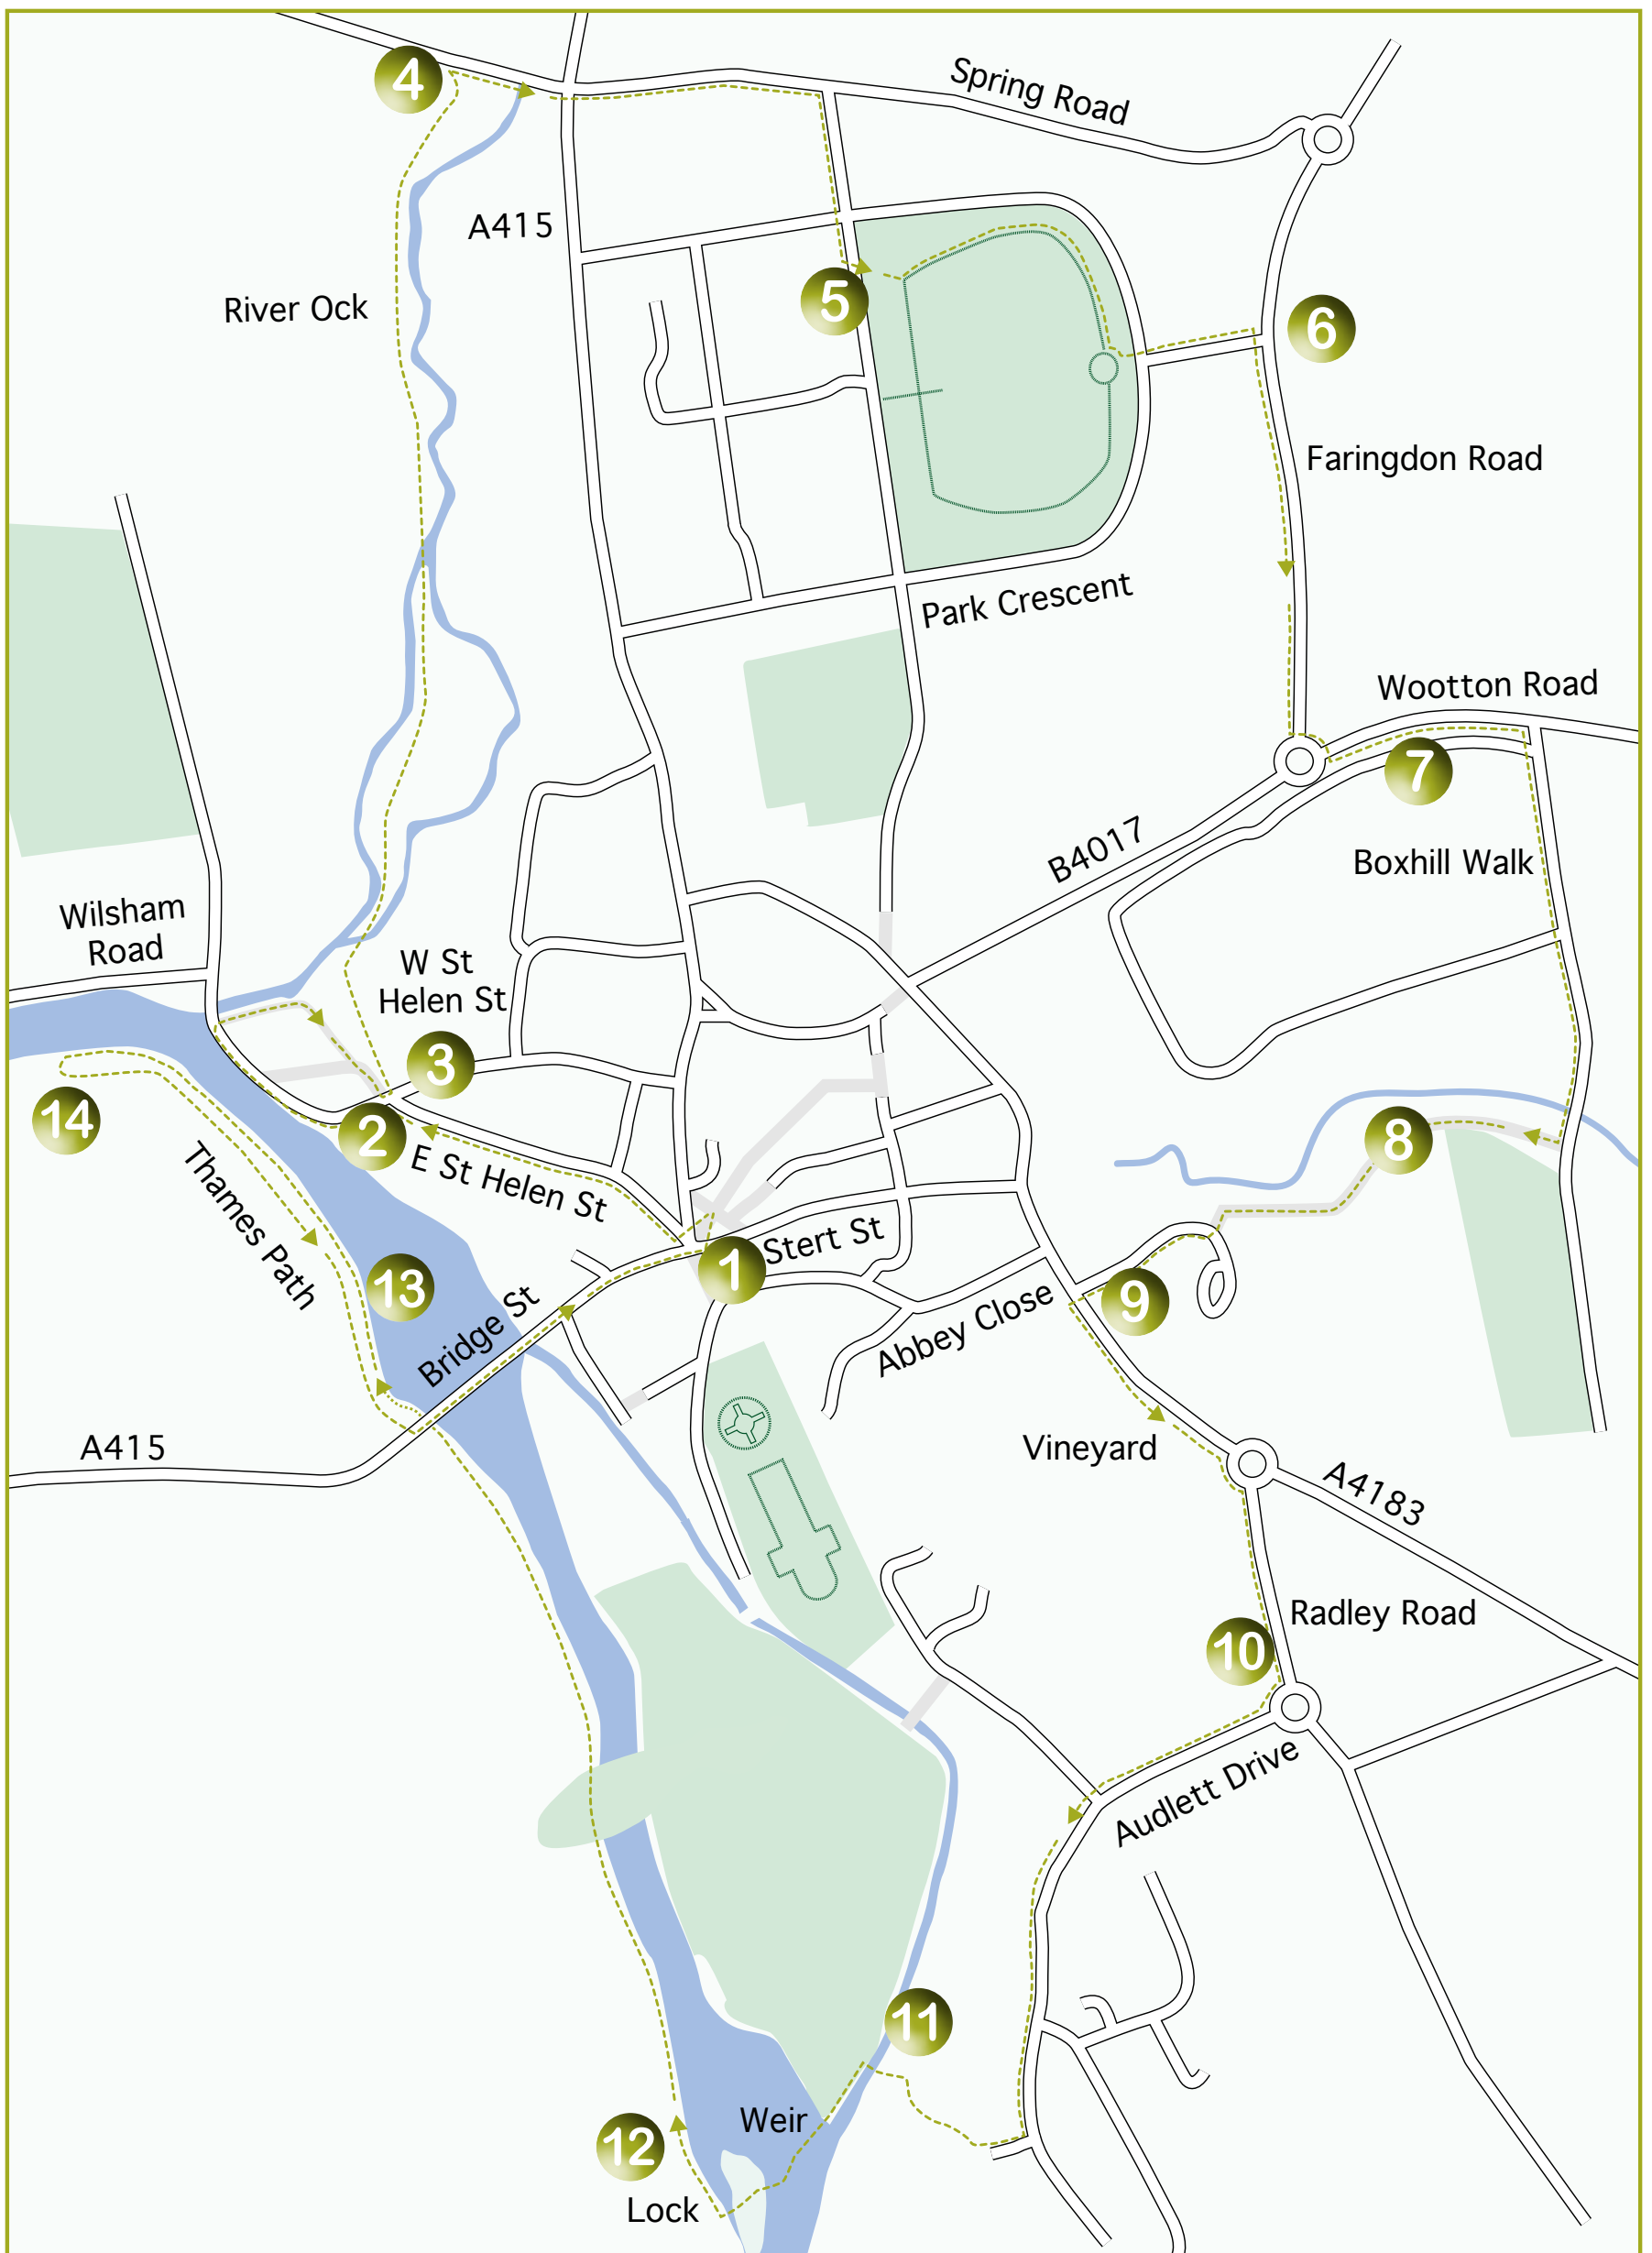 4
Spring Road
A415
River Ock
5
6
Faringdon Road
Park Crescent
Wootton Road
7
B4017
Boxhill Walk
Wilsham
Road
W St
Helen St
3
14
2
8
E St Helen St
Thames Path
Stert St
1
13
9
Bridge St
Abbey Close
A415
Vineyard
A4183
Radley Road
10
Audlett Drive
11
Weir
12
Lock